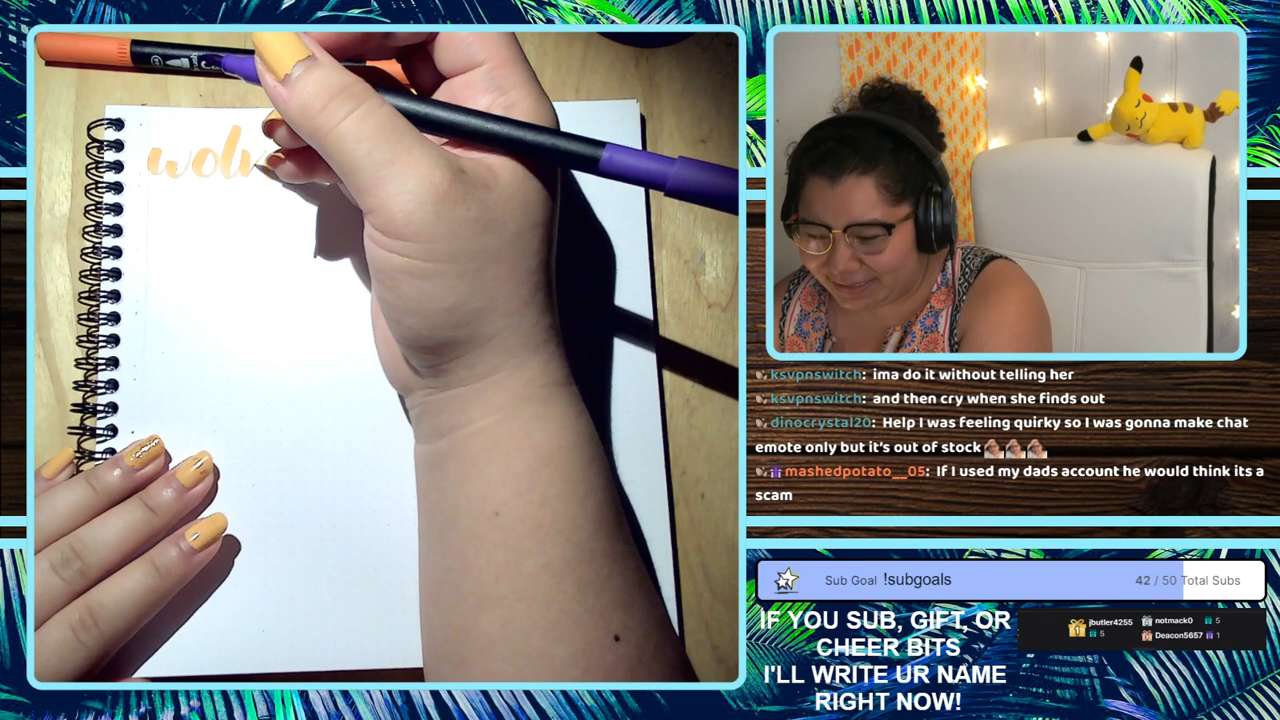 wolv
ksvpnswitch: ima do it without telling her
ksvpnswitch: and then cry when she finds out
dinocrystal20: Help I was feeling quirky so I was gonna make chat
emote only but it's out of stock
mashedpotato__05: If I used my dads account he would think its a
scam
Sub Goal !subgoals 42 / 50 Total Subs
IF YOU SUB, GIFT, OR
CHEER BITS
I'LL WRITE UR NAME
RIGHT NOW!
1 jbutler4255 5
notmack0 5
Deacon5657 1